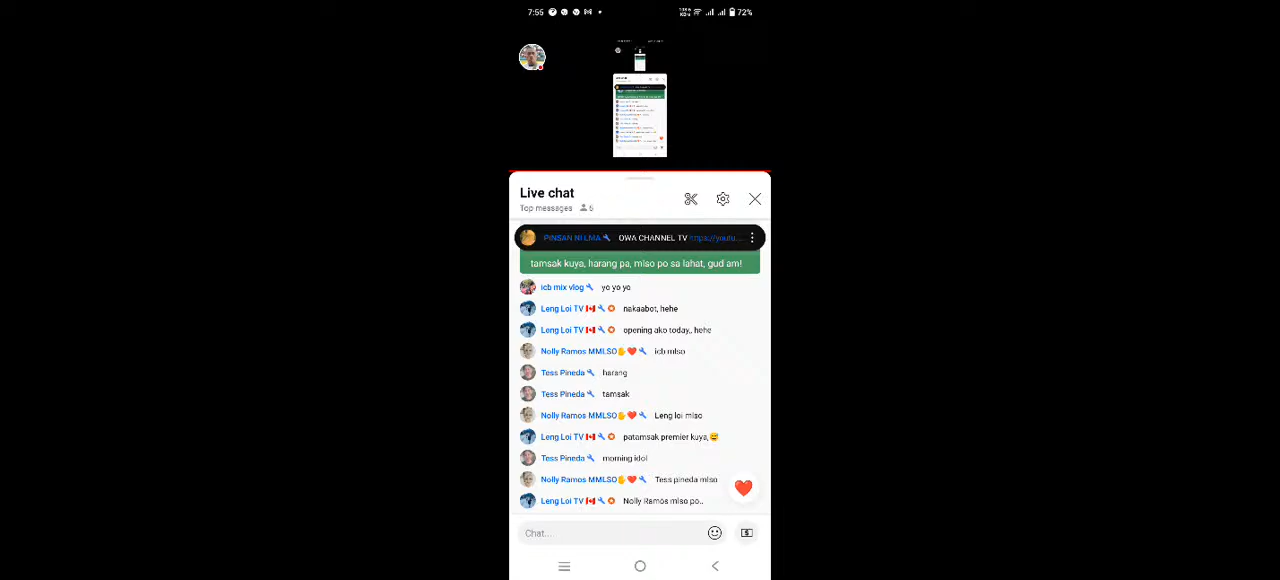 7:55
72%
Live chat
Top messages 6
PINSAN NI LMA OWA CHANNEL TV https://youtu...
tamsak kuya, harang pa, mlso po sa lahat, gud am!
icb mix vlog yo yo yo
Leng Loi TV nakaabot, hehe
Leng Loi TV opening ako today,, hehe
Nolly Ramos MMLSO✋❤️ icb mlso
Tess Pineda harang
Tess Pineda tamsak
Nolly Ramos MMLSO✋❤️ Leng loi mlso
Leng Loi TV patamsak premier kuya,😅
Tess Pineda morning idol
Nolly Ramos MMLSO✋❤️ Tess pineda mlso
Leng Loi TV Nolly Ramos mlso po..
Chat...